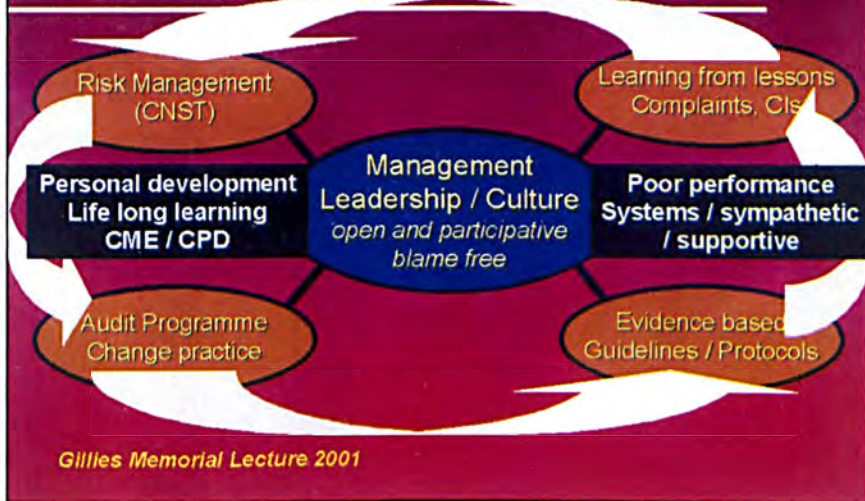 Risk Management
(CNST)
Learning from lessons
Complaints, CIs
Personal development
Life long learning
CME / CPD
Management
Leadership / Culture
open and participative
blame free
Poor performance
Systems / sympathetic
/ supportive
Audit Programme
Change practice
Evidence based
Guidelines / Protocols
Gillies Memorial Lecture 2001